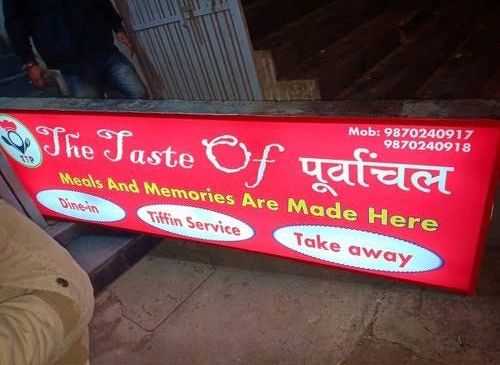 Mob: 9870240917
9870240918
TTP
The Taste Of पूर्वांचल
Meals And Memories Are Made Here
Dine-in
Tiffin Service
Take away